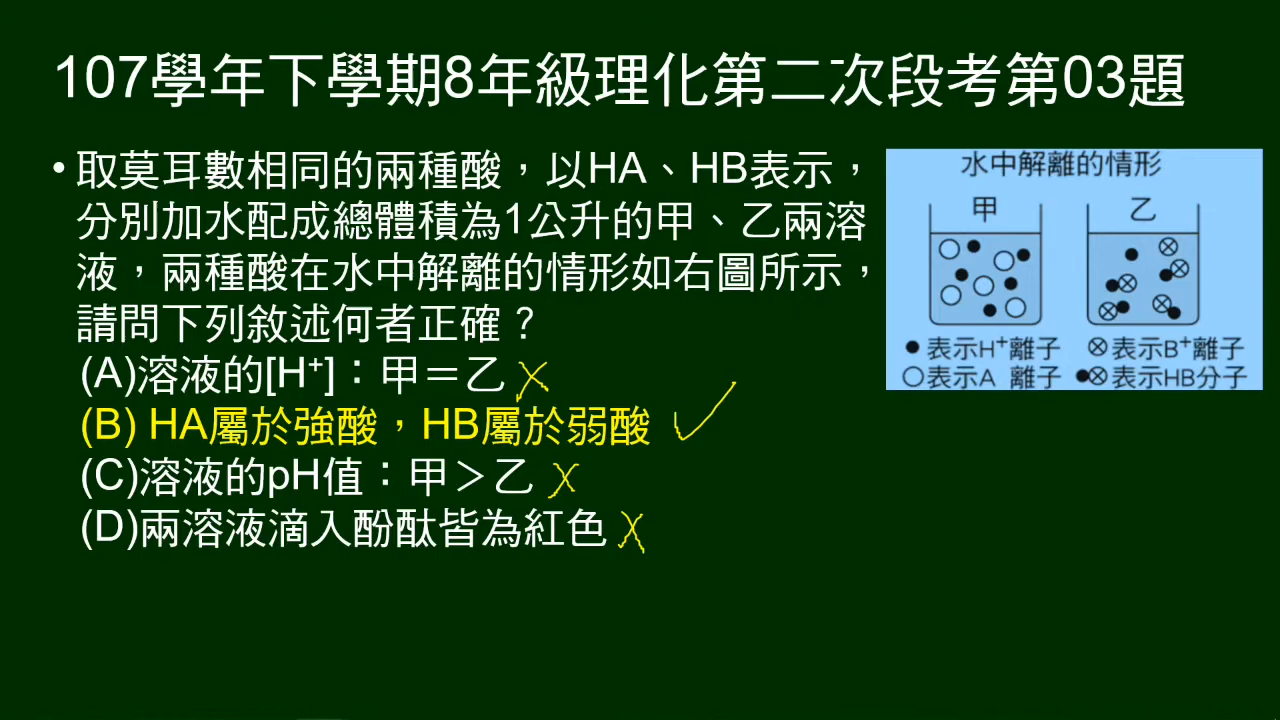 107學年下學期8年級理化第二次段考第03題
• 取莫耳數相同的兩種酸，以HA、HB表示，
分別加水配成總體積為1公升的甲、乙兩溶
液，兩種酸在水中解離的情形如右圖所示，
請問下列敘述何者正確？
(A)溶液的[H⁺]：甲＝乙
(B) HA屬於強酸，HB屬於弱酸
(C)溶液的pH值：甲＞乙
(D)兩溶液滴入酚酞皆為紅色
水中解離的情形
甲 乙
表示H⁺離子 表示B⁺離子
表示A 離子 表示HB分子